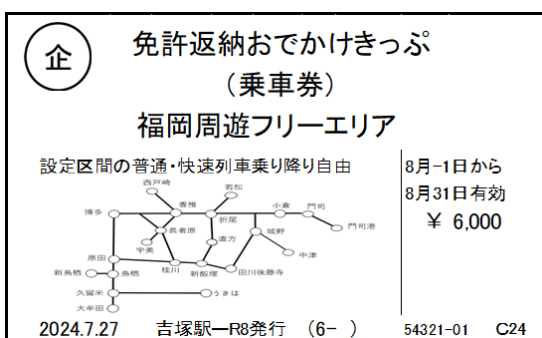 企
免許返納おでかけきっぷ
（乗車券）
福岡周遊フリーエリア
設定区間の普通・快速列車乗り降り自由
8月-1日から
8月31日有効
￥ 6,000
西戸崎
若松
博多
香椎
折尾
小倉
門司
門司港
長者原
宇美
直方
城野
中津
原田
桂川
新飯塚
田川後藤寺
新鳥栖
鳥栖
久留米
うきは
大牟田
2024.7.27 吉塚駅―R8発行 (6- ) 54321-01 C24